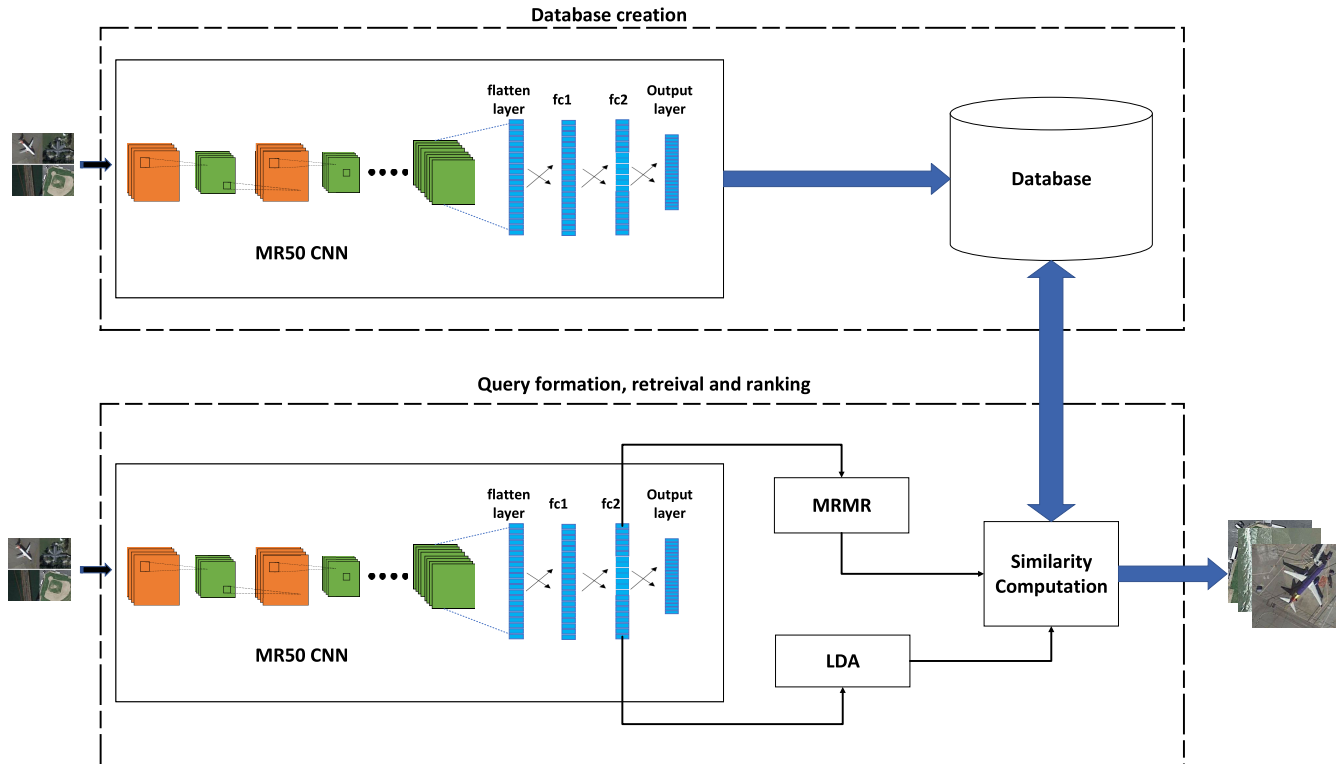 Database creation
flatten
layer
fc1
fc2
Output
layer
MR50 CNN
Database
Query formation, retreival and ranking
flatten
layer
fc1
fc2
Output
layer
MR50 CNN
MRMR
LDA
Similarity
Computation